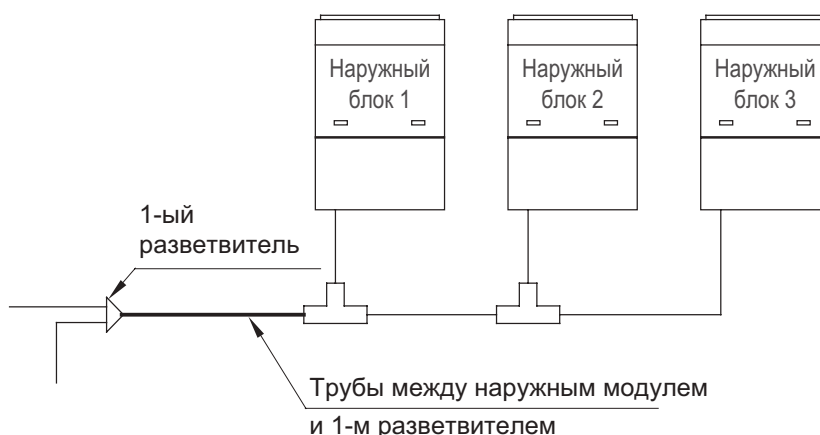 Наружный
блок 1
Наружный
блок 2
Наружный
блок 3
1-ый
разветвитель
Трубы между наружным модулем
и 1-м разветвителем